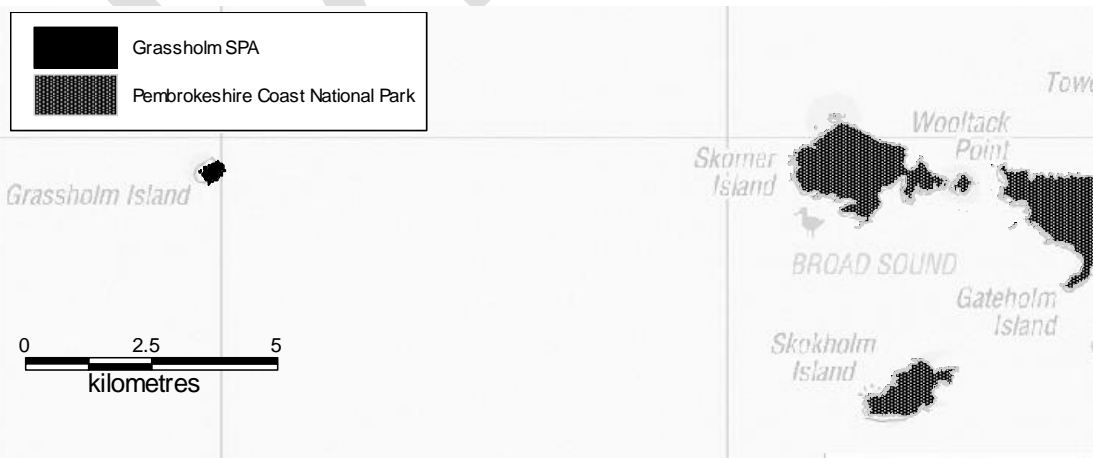 Grassholm SPA
Pembrokeshire Coast National Park
Wooltack
Point
Skomer
Island
Grassholm Island
BROAD SOUND
Gateholm
Island
Skokholm
Island
0 2.5 5
kilometres